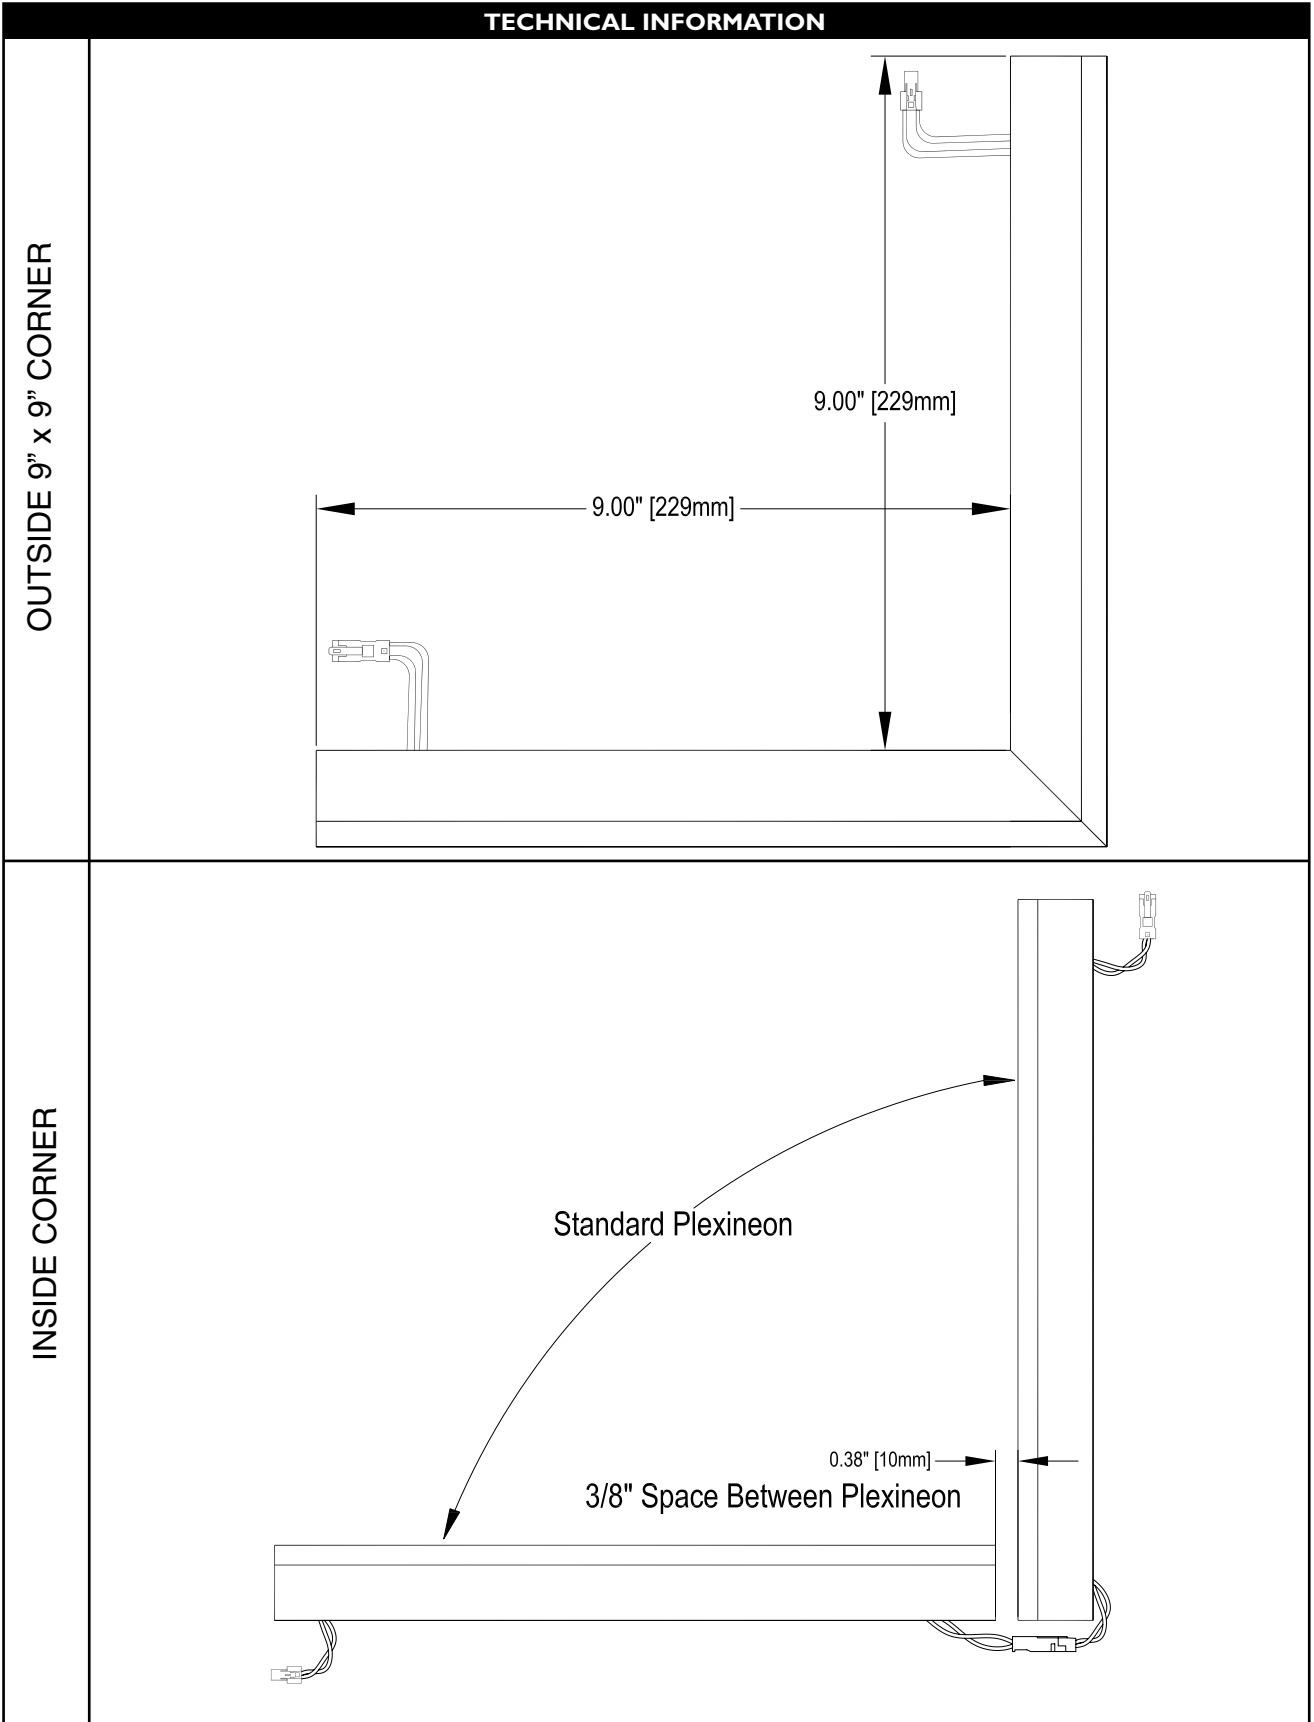 TECHNICAL INFORMATION
OUTSIDE 9” x 9” CORNER
9.00" [229mm]
9.00" [229mm]
INSIDE CORNER
Standard Plexineon
0.38" [10mm]
3/8" Space Between Plexineon